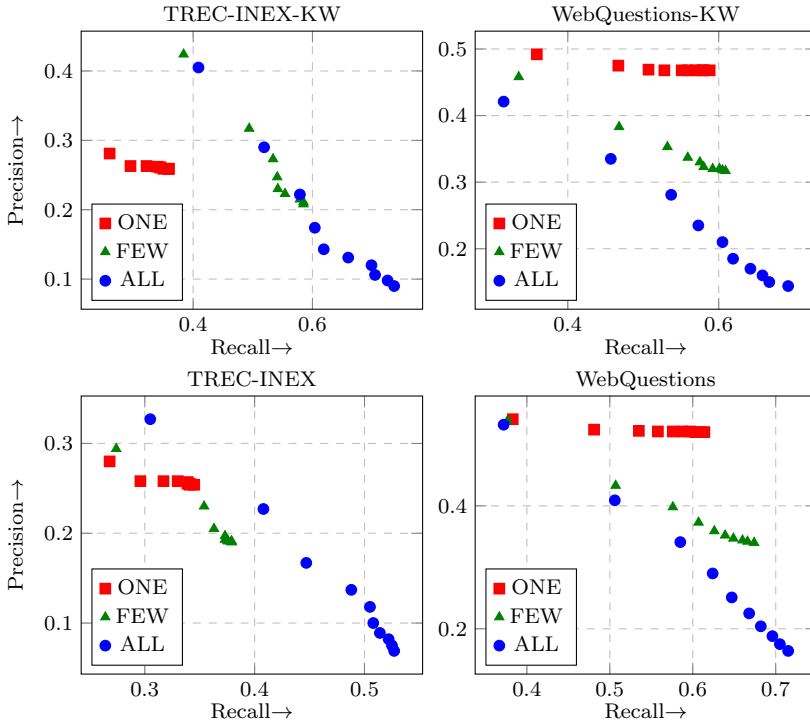 TREC-INEX-KW
WebQuestions-KW
Precision→
0.4
0.3
0.2
0.1
ONE
FEW
ALL
0.4
0.6
Recall→
0.5
0.4
0.3
0.2
ONE
FEW
ALL
0.4
0.6
Recall→
TREC-INEX
WebQuestions
Precision→
0.3
0.2
0.1
ONE
FEW
ALL
0.3
0.4
0.5
Recall→
0.4
0.2
ONE
FEW
ALL
0.4
0.5
0.6
0.7
Recall→